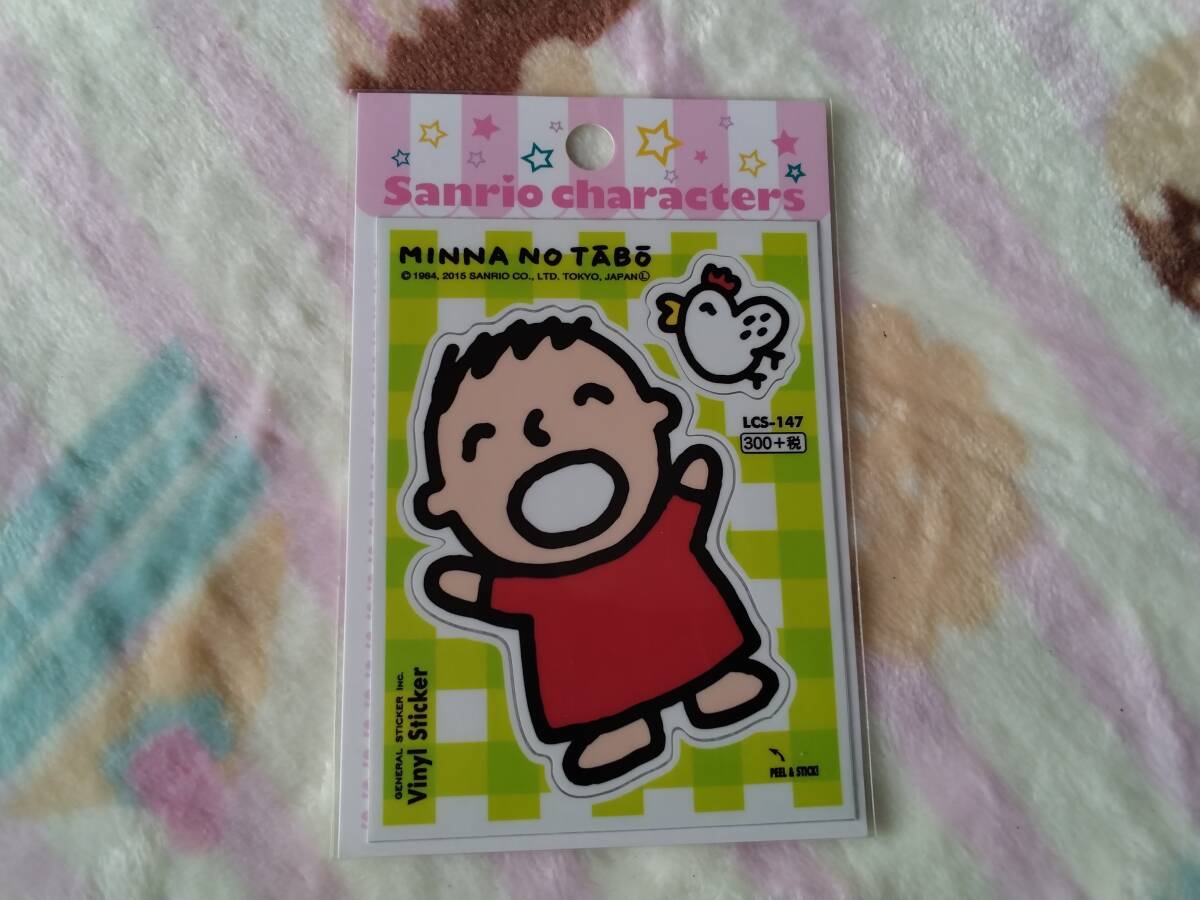 Sanrio characters
MINNA NO TĀBŌ
© 1984, 2015 SANRIO CO., LTD. TOKYO, JAPAN Ⓛ
LCS-147
300+税
GENERAL STICKER INC.
Vinyl Sticker
PEEL & STICK!